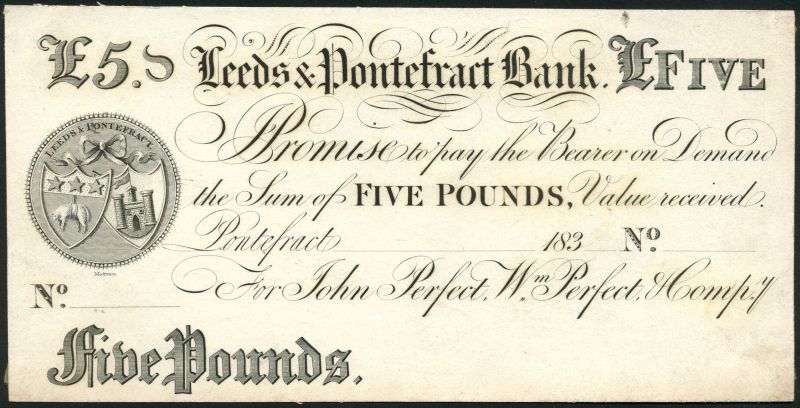 £5.
Leeds & Pontefract Bank.
£FIVE
LEEDS & PONTEFRACT
I Promise to pay the Bearer on Demand
the Sum of FIVE POUNDS, Value received.
Pontefract 183 No.
No.
For John Perfect, Wm. Perfect, & Comp.y
Five Pounds.